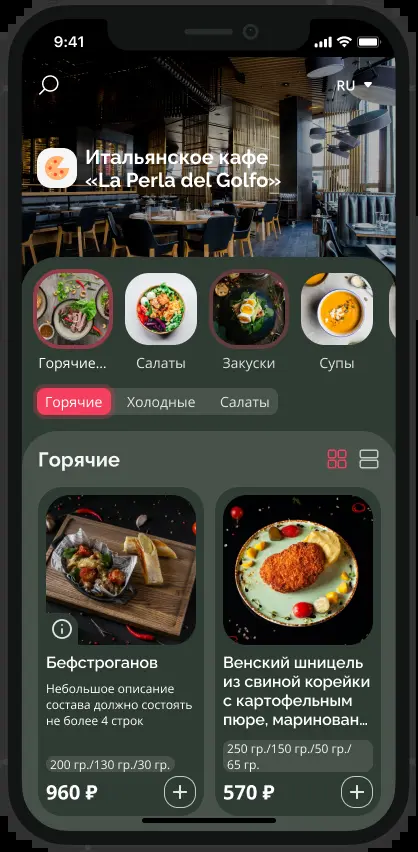 9:41
RU
Итальянское кафе
«La Perla del Golfo»
Горячие...
Салаты
Закуски
Супы
Горячие
Холодные
Салаты
Горячие
Бефстроганов
Небольшое описание
состава должно состоять
не более 4 строк
200 гр./130 гр./30 гр.
960 ₽
Венский шницель
из свиной корейки
с картофельным
пюре, маринован...
250 гр./150 гр./50 гр./
65 гр.
570 ₽